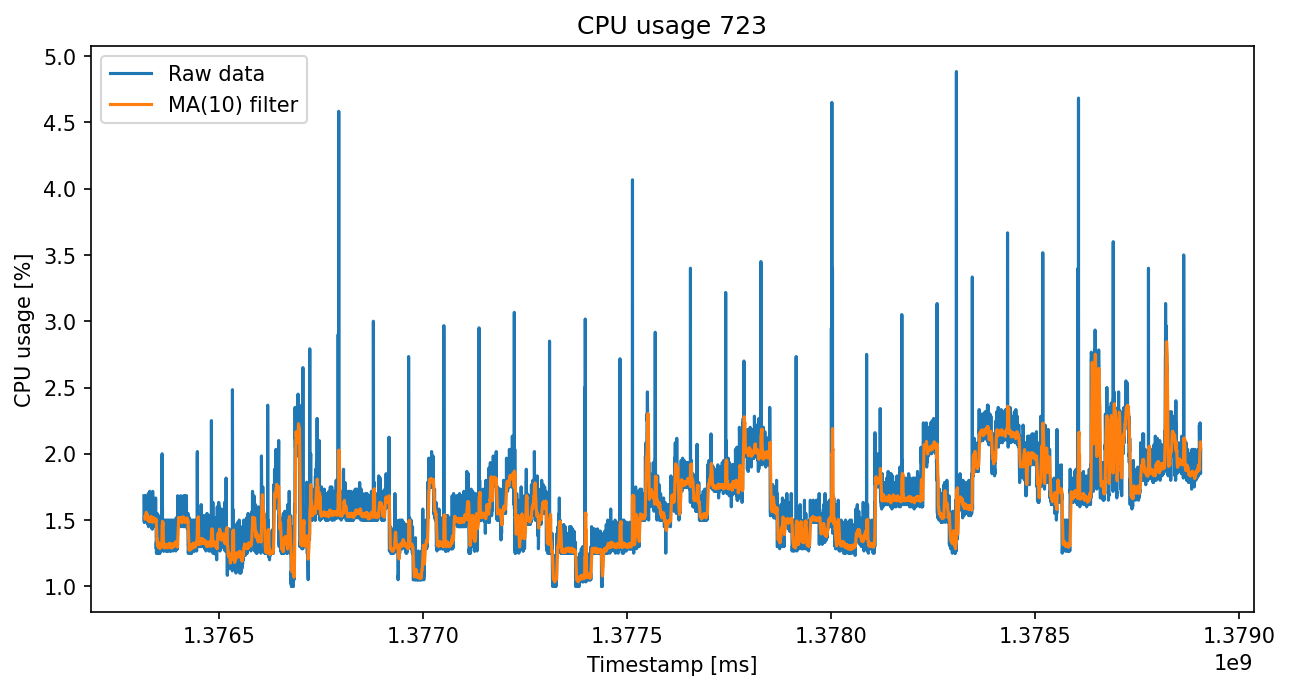 CPU usage 723
Raw data
MA(10) filter
CPU usage [%]
5.0
4.5
4.0
3.5
3.0
2.5
2.0
1.5
1.0
1.3765 1.3770 1.3775 1.3780 1.3785 1.3790
1e9
Timestamp [ms]